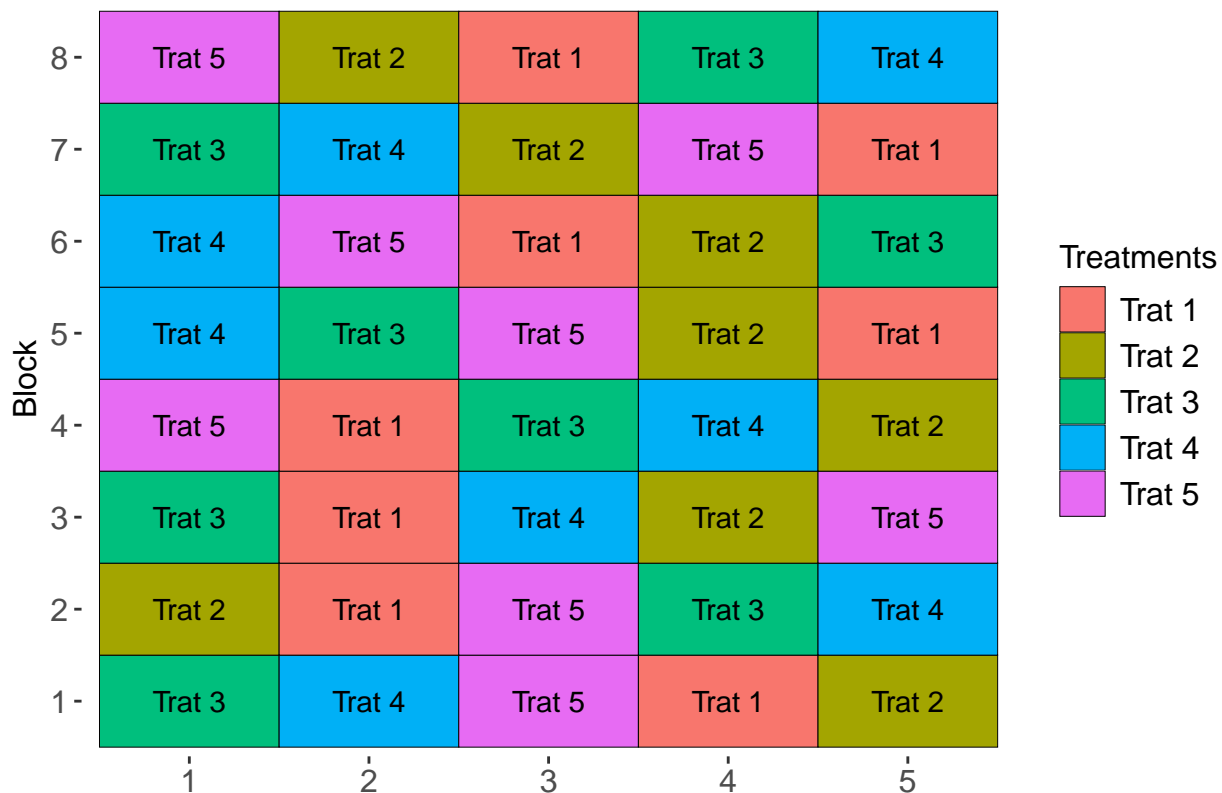 8 Trat 5 Trat 2 Trat 1 Trat 3 Trat 4
7 Trat 3 Trat 4 Trat 2 Trat 5 Trat 1
6 Trat 4 Trat 5 Trat 1 Trat 2 Trat 3
5 Trat 4 Trat 3 Trat 5 Trat 2 Trat 1
4 Trat 5 Trat 1 Trat 3 Trat 4 Trat 2
3 Trat 3 Trat 1 Trat 4 Trat 2 Trat 5
2 Trat 2 Trat 1 Trat 5 Trat 3 Trat 4
1 Trat 3 Trat 4 Trat 5 Trat 1 Trat 2
1 2 3 4 5
Block
Treatments
Trat 1
Trat 2
Trat 3
Trat 4
Trat 5